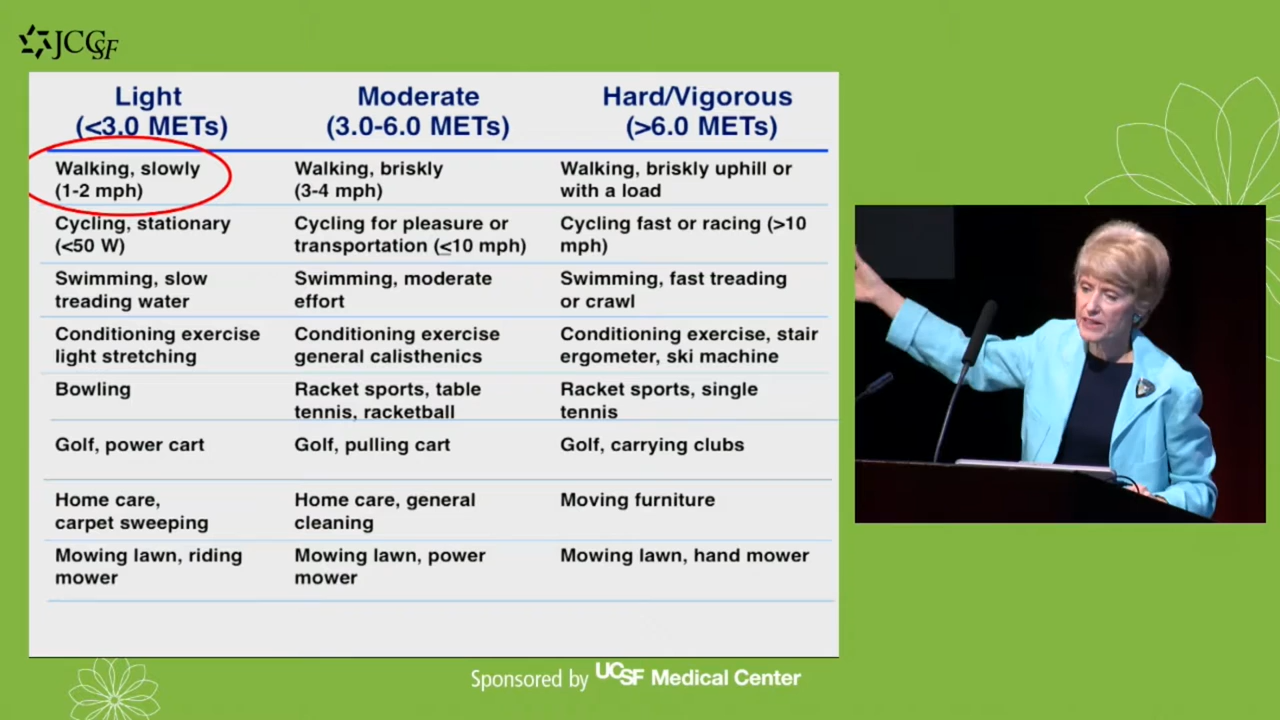 JCCSF
Light
(<3.0 METs)
Moderate
(3.0-6.0 METs)
Hard/Vigorous
(>6.0 METs)
Walking, slowly
(1-2 mph)
Walking, briskly
(3-4 mph)
Walking, briskly uphill or
with a load
Cycling, stationary
(<50 W)
Cycling for pleasure or
transportation (≤10 mph)
Cycling fast or racing (>10
mph)
Swimming, slow
treading water
Swimming, moderate
effort
Swimming, fast treading
or crawl
Conditioning exercise
light stretching
Conditioning exercise
general calisthenics
Conditioning exercise, stair
ergometer, ski machine
Bowling
Racket sports, table
tennis, racketball
Racket sports, single
tennis
Golf, power cart
Golf, pulling cart
Golf, carrying clubs
Home care,
carpet sweeping
Home care, general
cleaning
Moving furniture
Mowing lawn, riding
mower
Mowing lawn, power
mower
Mowing lawn, hand mower
Sponsored by UCSF Medical Center